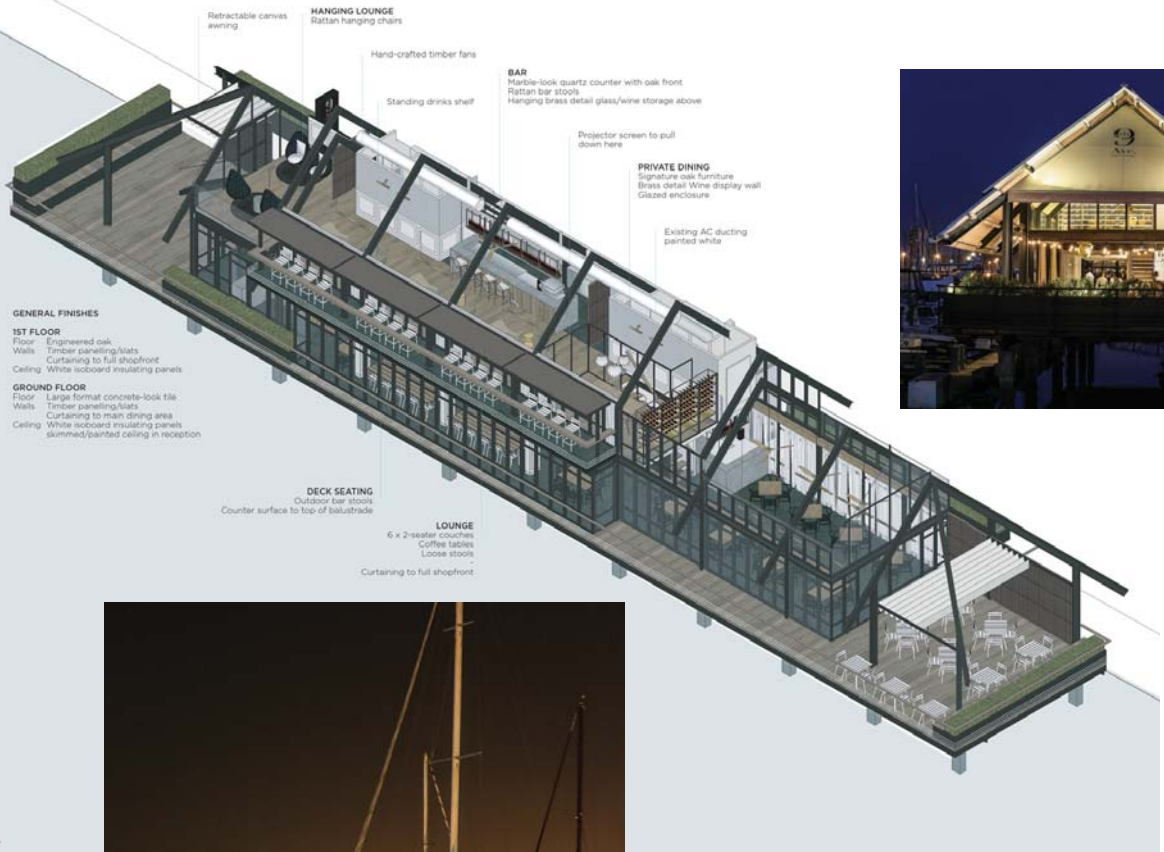 Retractable canvas
awning
HANGING LOUNGE
Rattan hanging chairs
Hand-crafted timber fans
Standing drinks shelf
BAR
Marble-look quartz counter with oak front
Rattan bar stools
Hanging brass detail glass/wine storage above
Projector screen to pull
down here
PRIVATE DINING
Signature oak furniture
Brass detail Wine display wall
Glazed enclosure
Existing AC ducting
painted white
GENERAL FINISHES
1ST FLOOR
Floor Engineered oak
Walls Timber panelling/slats
Curtaining to full shopfront
Ceiling White isoboard insulating panels
GROUND FLOOR
Floor Large format concrete-look tile
Walls Timber panelling/slats
Curtaining to main dining area
Ceiling White isoboard insulating panels
skimmed/painted ceiling in reception
DECK SEATING
Outdoor bar stools
Counter surface to top of balustrade
LOUNGE
6 x 2-seater couches
Coffee tables
Loose stools
-
Curtaining to full shopfront
9